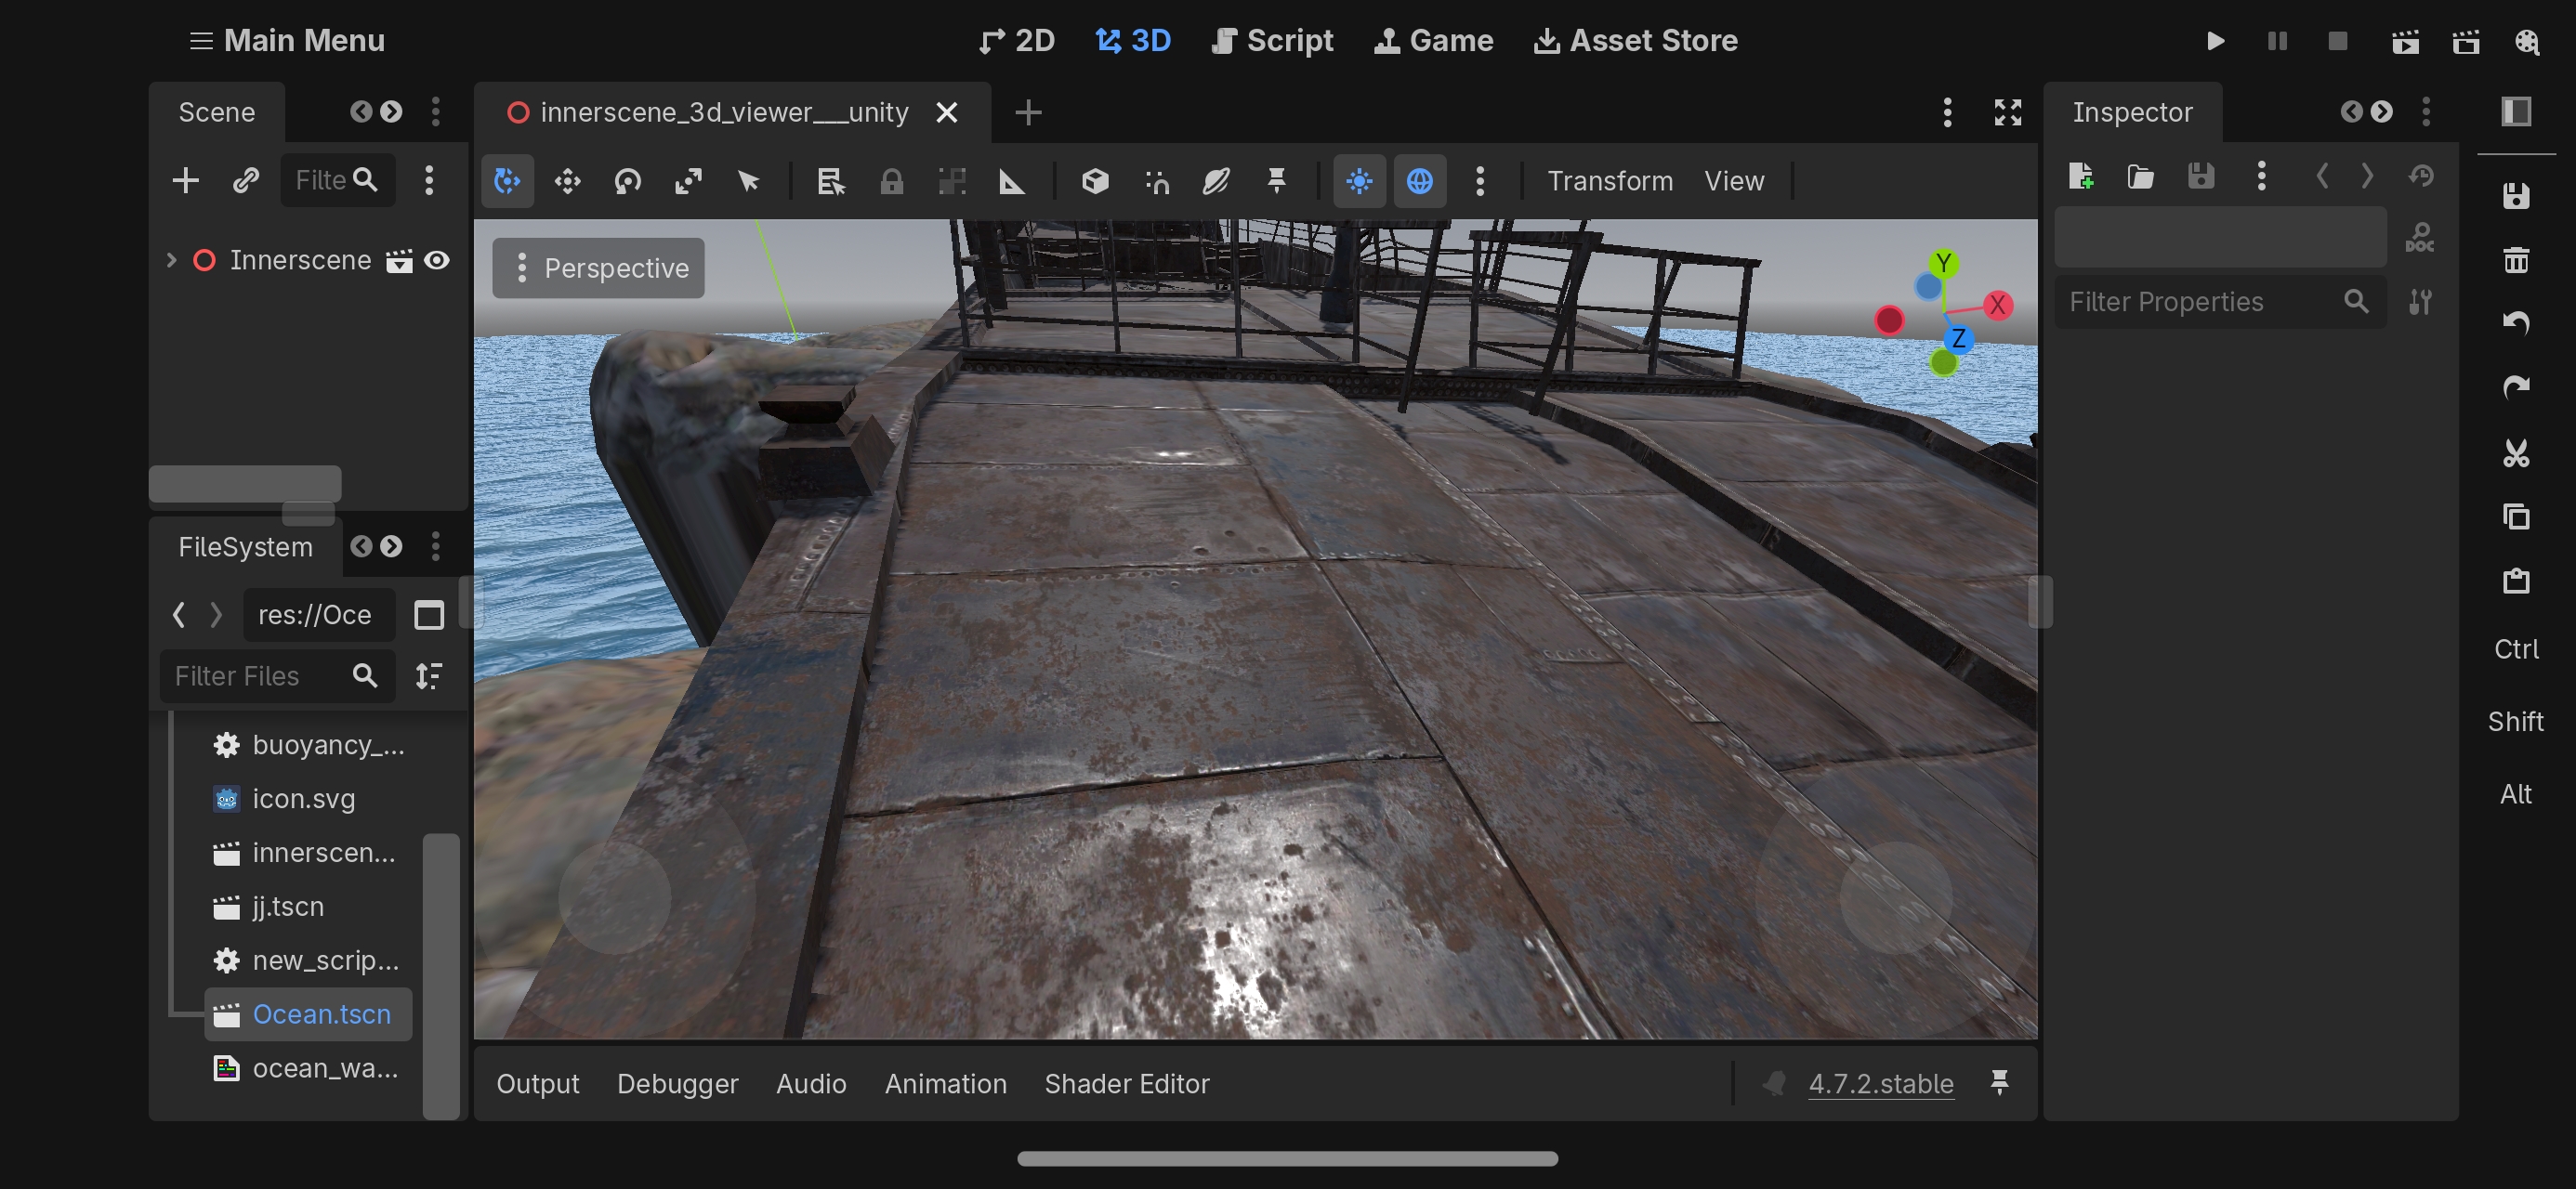 Main Menu
2D
3D
Script
Game
Asset Store
Scene
innerscene_3d_viewer___unity
Inspector
Filte
Transform
View
Innerscene
Perspective
Y
X
Z
DOC
Filter Properties
FileSystem
res://Oce
Filter Files
buoyancy_...
icon.svg
innerscen...
jj.tscn
new_scrip...
Ocean.tscn
ocean_wa...
Ctrl
Shift
Alt
Output
Debugger
Audio
Animation
Shader Editor
4.7.2.stable